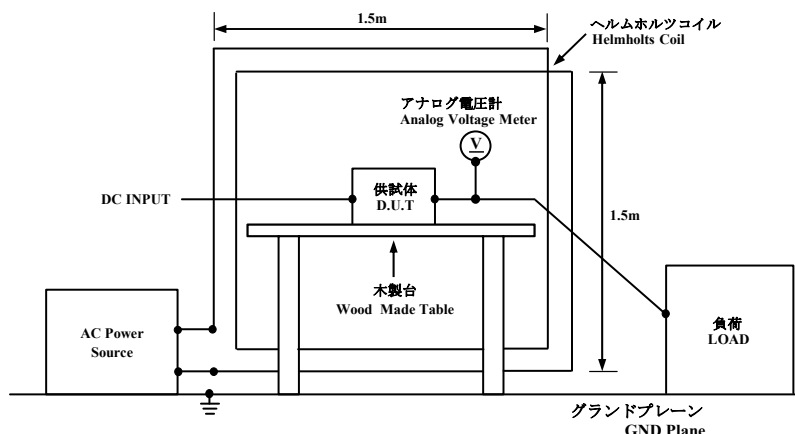 1.5m
ヘルムホルツコイル
Helmholts Coil
アナログ電圧計
Analog Voltage Meter
V
DC INPUT
供試体
D.U.T
1.5m
木製台
Wood Made Table
AC Power
Source
負荷
LOAD
グランドプレーン
GND Plane